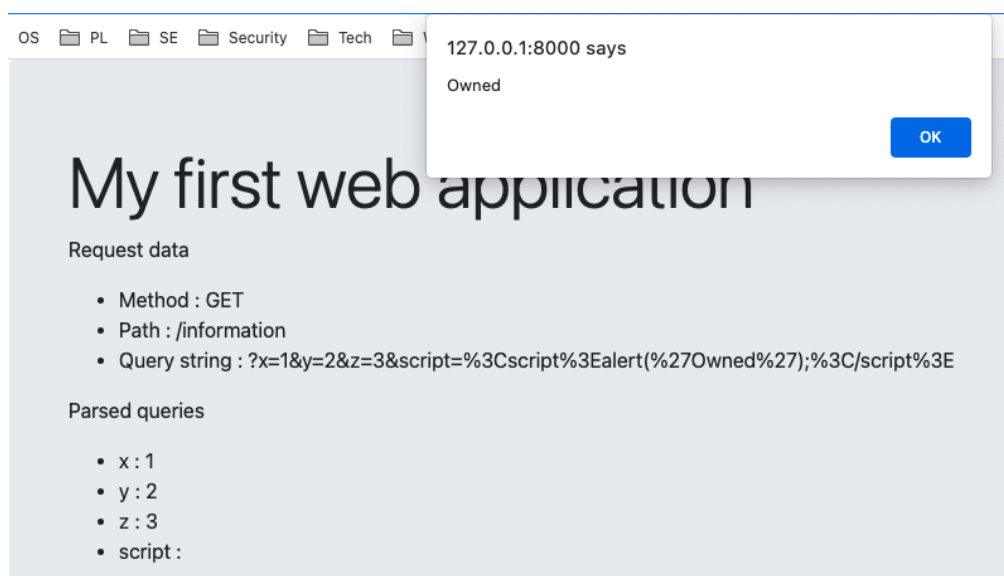 OS PL SE Security Tech
127.0.0.1:8000 says
Owned
OK
My first web application
Request data
• Method : GET
• Path : /information
• Query string : ?x=1&y=2&z=3&script=%3Cscript%3Ealert(%27Owned%27);%3C/script%3E
Parsed queries
• x : 1
• y : 2
• z : 3
• script :